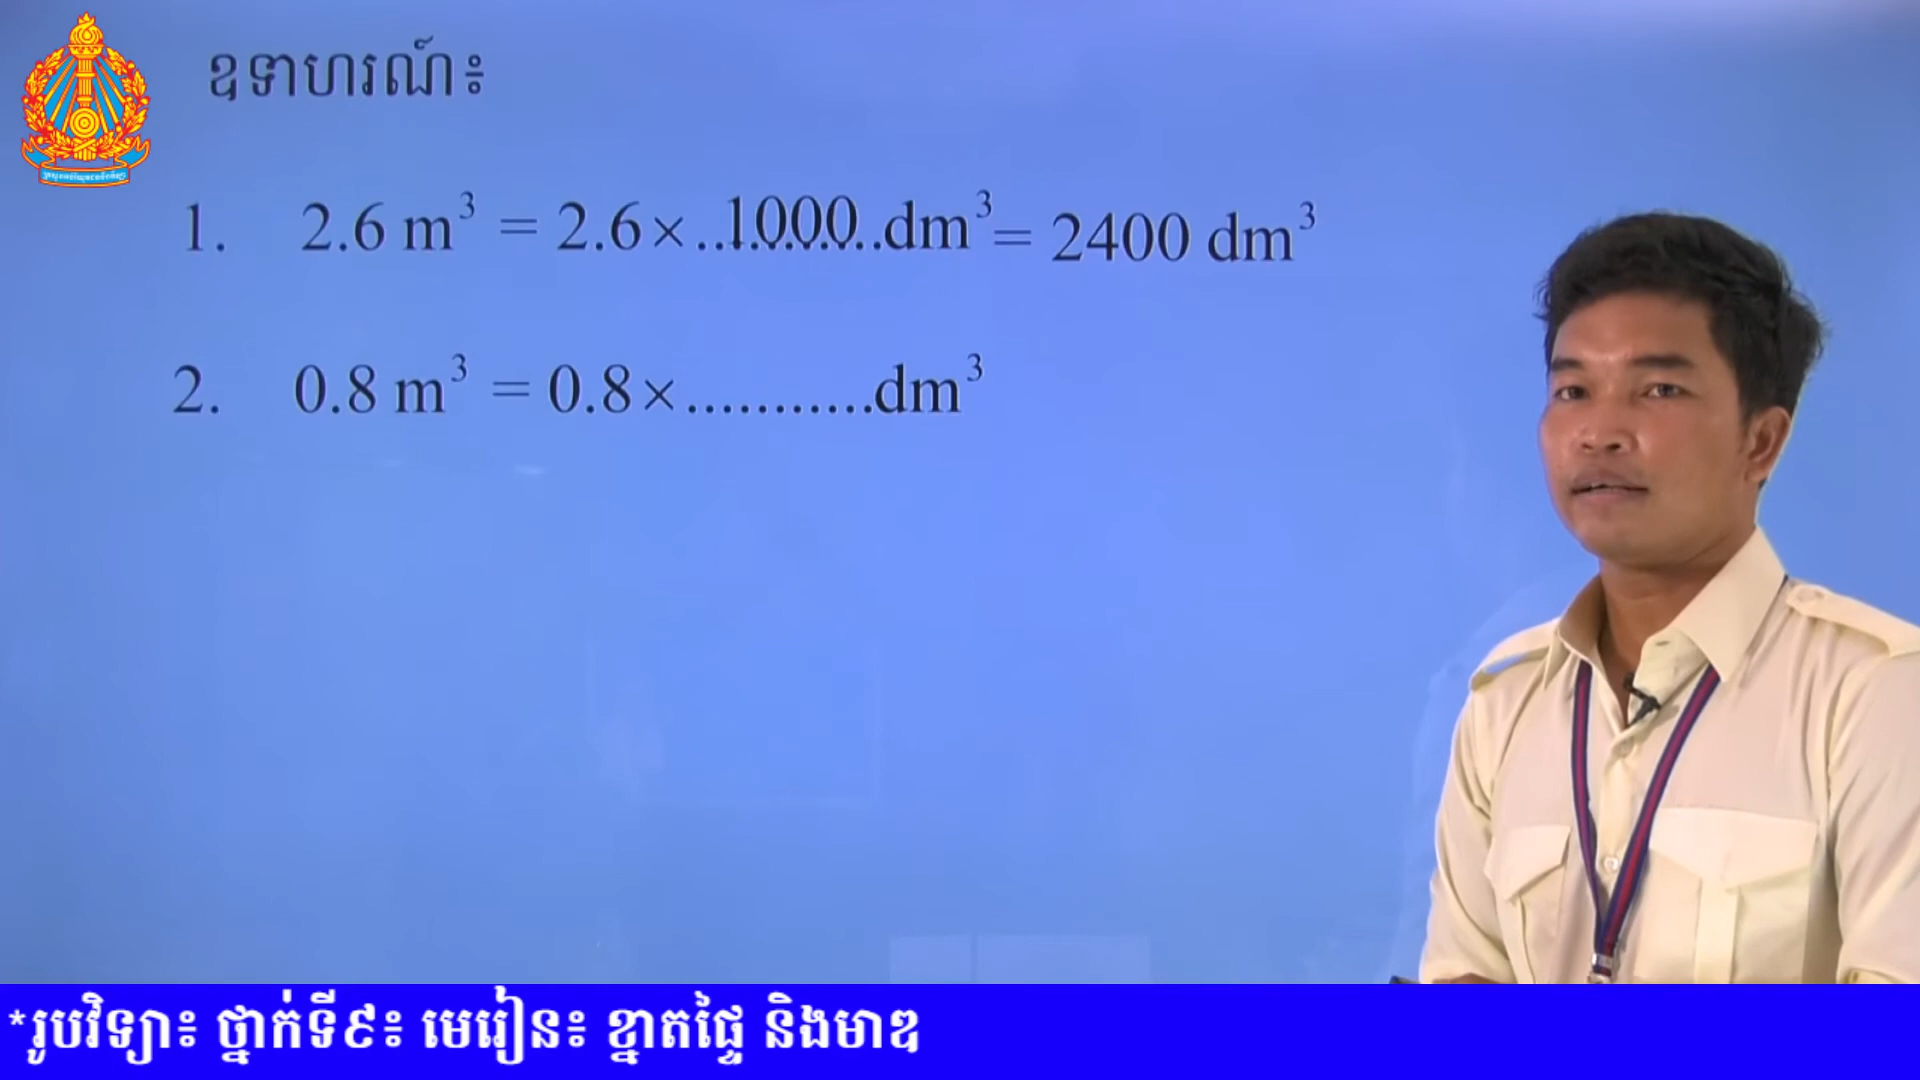 ឧទាហរណ៍៖
1. 2.6 m³ = 2.6 × ..1000..dm³ = 2400 dm³
2. 0.8 m³ = 0.8 × ...........dm³
*រូបវិទ្យា៖ ថ្នាក់ទី៩៖ មេរៀន៖ ខ្នាតផ្ទៃ និងមាឌ